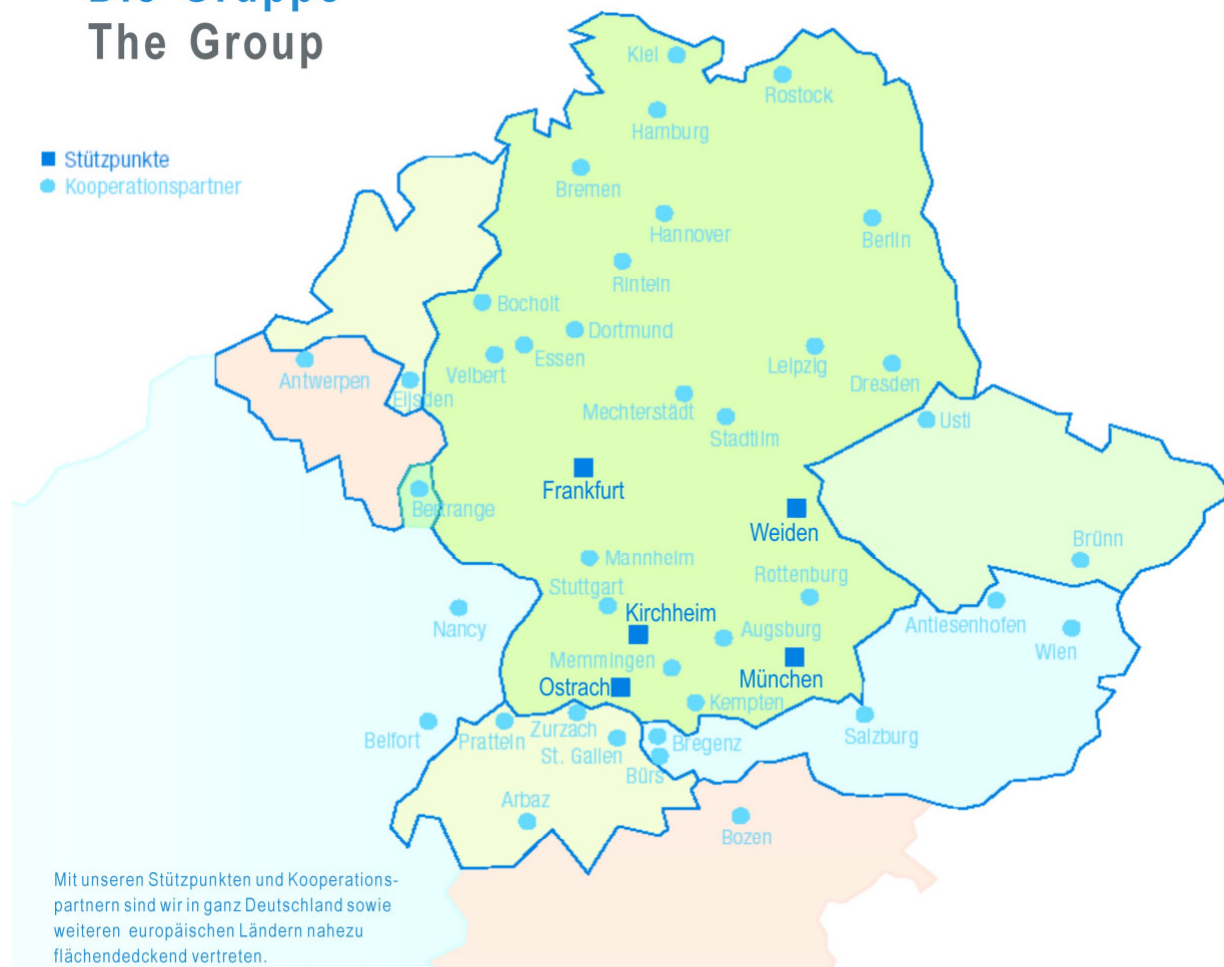 Die Gruppe
The Group
Stützpunkte
Kooperationspartner
Kiel
Rostock
Hamburg
Bremen
Hannover
Berlin
Rinteln
Bocholt
Dortmund
Essen
Velbert
Leipzig
Dresden
Antwerpen
Eijsden
Mechterstädt
Stadtilm
Usti
Frankfurt
Bertrange
Weiden
Brünn
Mannheim
Rottenburg
Stuttgart
Kirchheim
Nancy
Augsburg
Antiesenhofen
Wien
Memmingen
Ostrach
München
Kempten
Belfort
Pratteln
Zurzach
St. Gallen
Bregenz
Salzburg
Bürs
Arbaz
Bozen
Mit unseren Stützpunkten und Kooperations-
partnern sind wir in ganz Deutschland sowie
weiteren europäischen Ländern nahezu
flächendedckend vertreten.